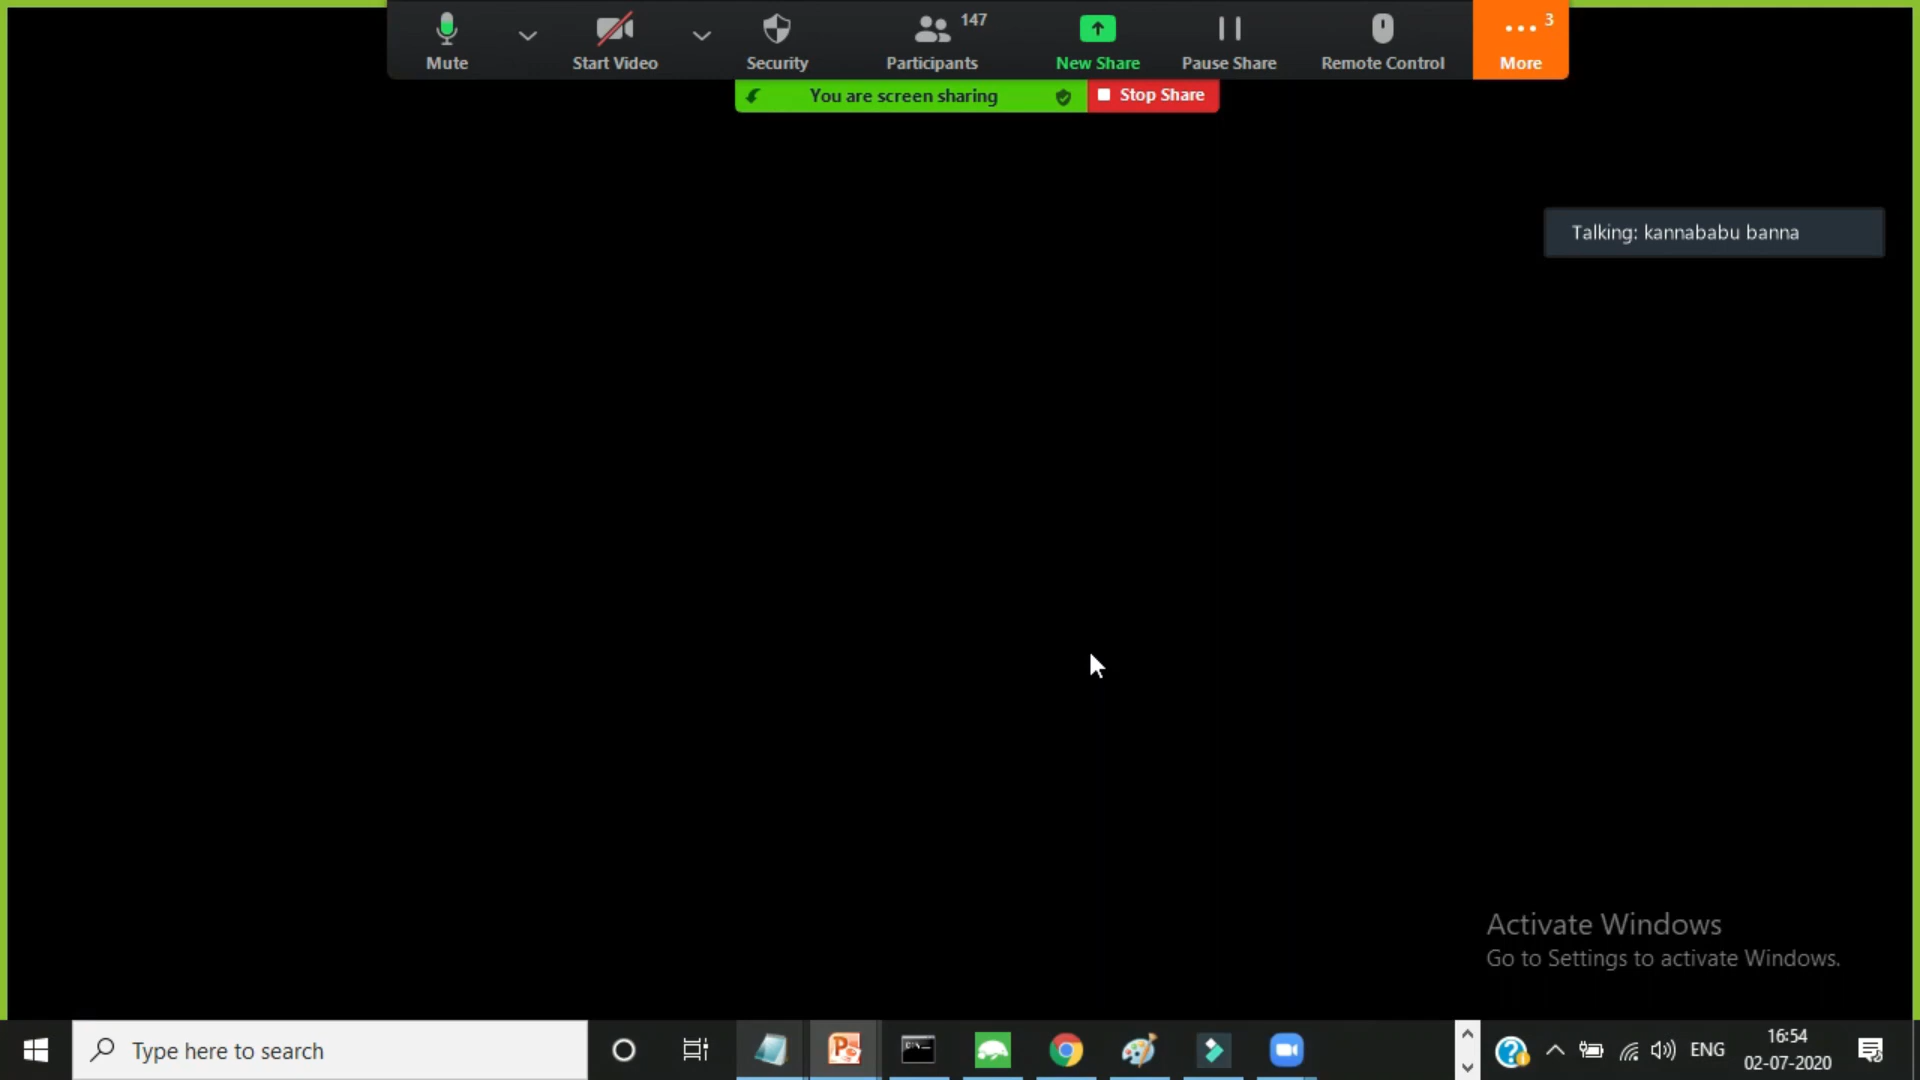 147
3
Mute
Start Video
Security
Participants
New Share
Pause Share
Remote Control
More
You are screen sharing
Stop Share
Talking: kannababu banna
Activate Windows
Go to Settings to activate Windows.
Type here to search
ENG
16:54
02-07-2020